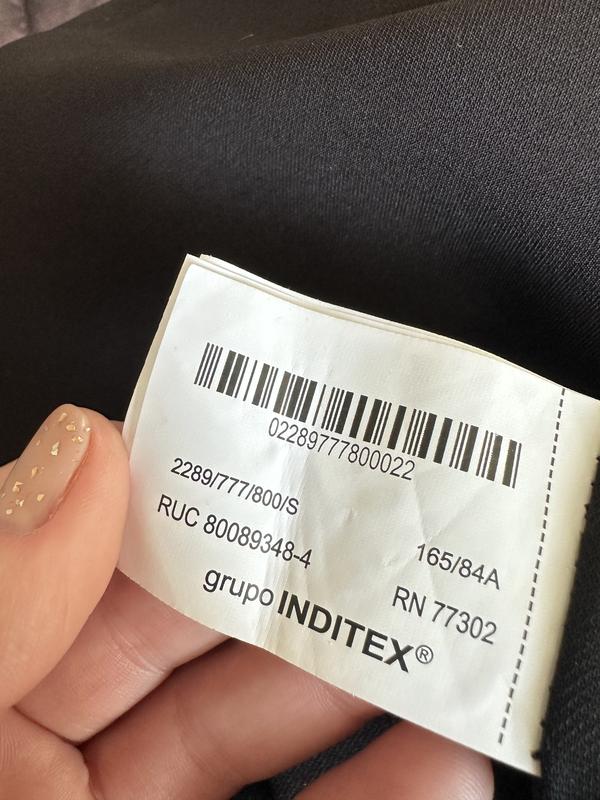 02289777800022
2289/777/800/S
165/84A
RUC 80089348-4
RN 77302
grupo INDITEX®